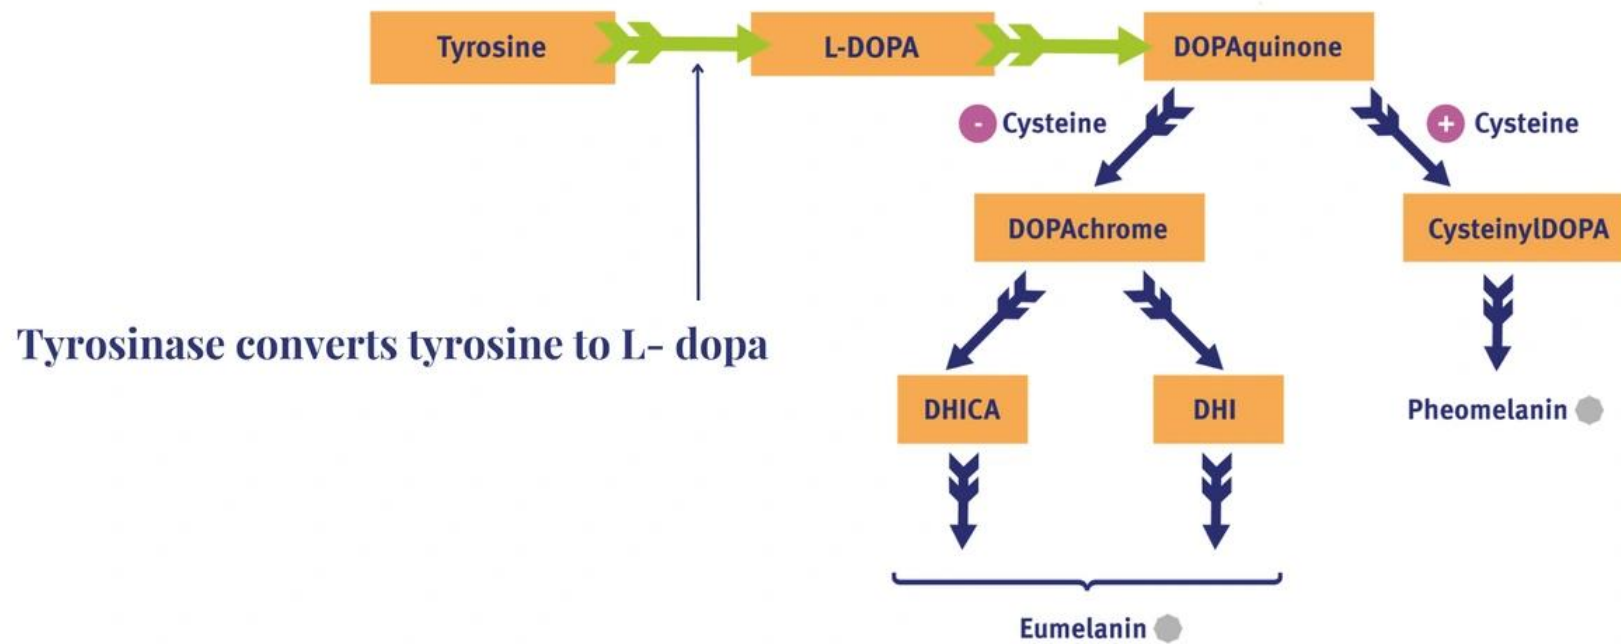 Tyrosine
L-DOPA
DOPAquinone
- Cysteine
+ Cysteine
DOPAchrome
CysteinylDOPA
Tyrosinase converts tyrosine to L- dopa
DHICA
DHI
Pheomelanin
Eumelanin